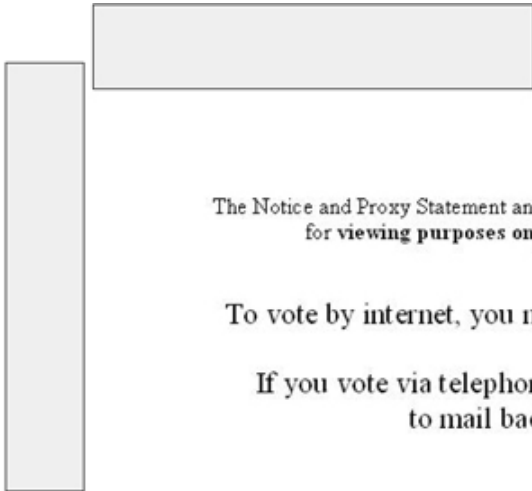 The Notice and Proxy Statement an
for viewing purposes on
To vote by internet, you
If you vote via telephon
to mail bac